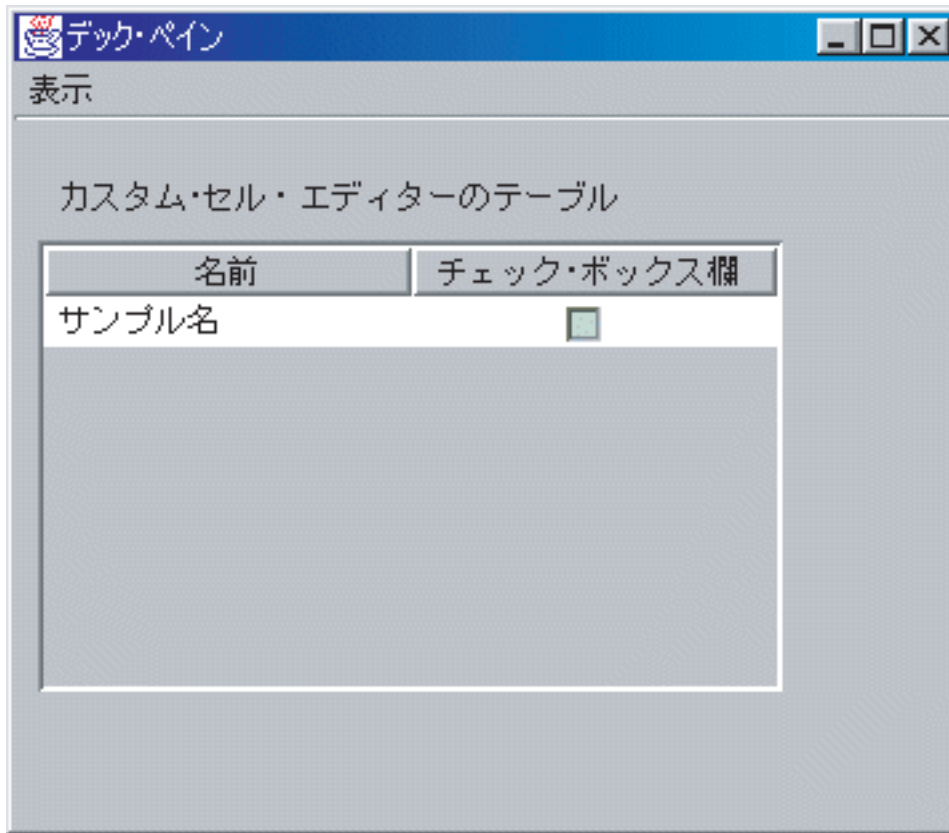 デック・ペイン
表示
カスタム・セル・エディターのテーブル
名前 チェック・ボックス欄
サンプル名